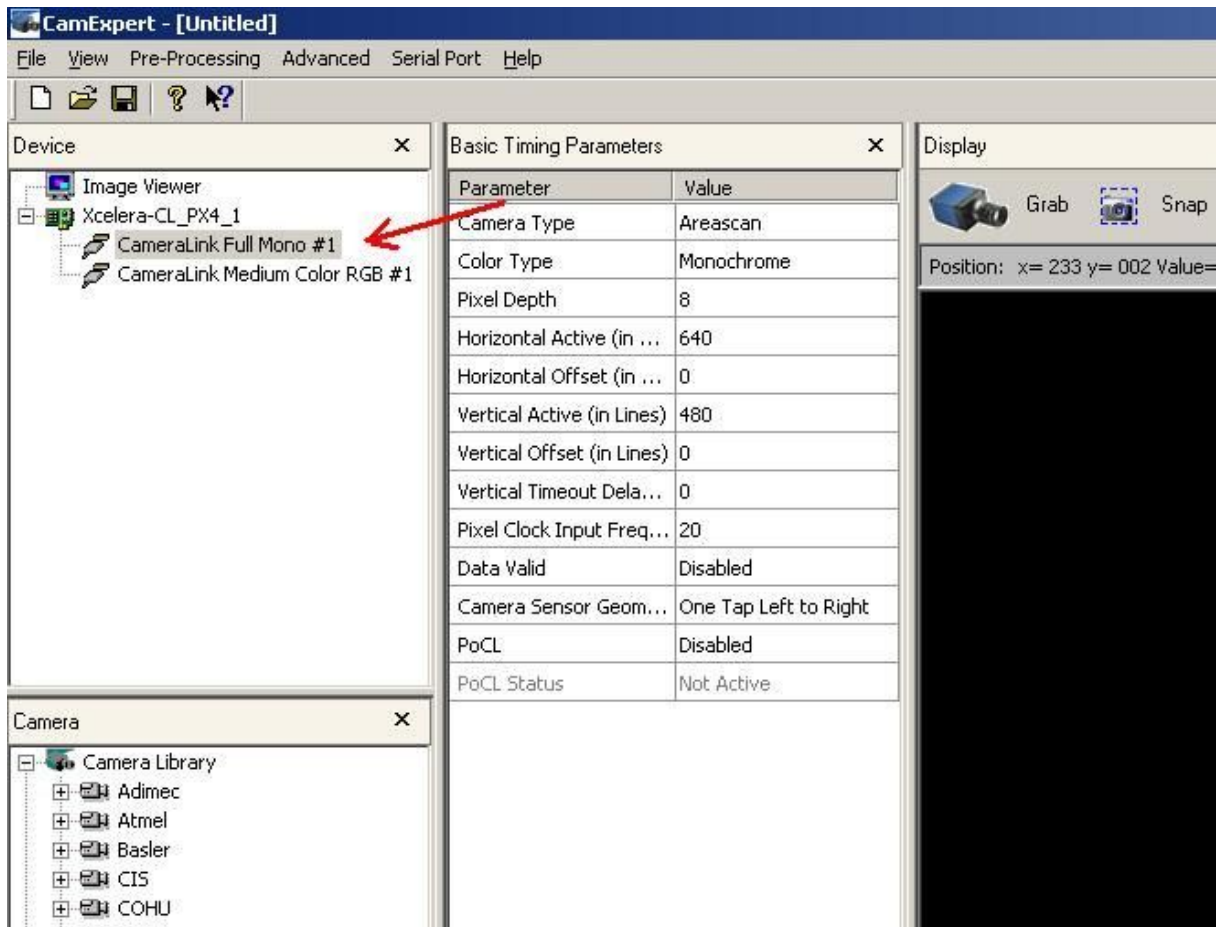 CamExpert - [Untitled]
File View Pre-Processing Advanced Serial Port Help
Device
Image Viewer
Xcelera-CL_PX4_1
CameraLink Full Mono #1
CameraLink Medium Color RGB #1
Camera
Camera Library
Adimec
Atmel
Basler
CIS
COHU
Basic Timing Parameters
Parameter Value
Camera Type Areascan
Color Type Monochrome
Pixel Depth 8
Horizontal Active (in ... 640
Horizontal Offset (in ... 0
Vertical Active (in Lines) 480
Vertical Offset (in Lines) 0
Vertical Timeout Dela... 0
Pixel Clock Input Freq... 20
Data Valid Disabled
Camera Sensor Geom... One Tap Left to Right
PoCL Disabled
PoCL Status Not Active
Display
Grab Snap
Position: x= 233 y= 002 Value=